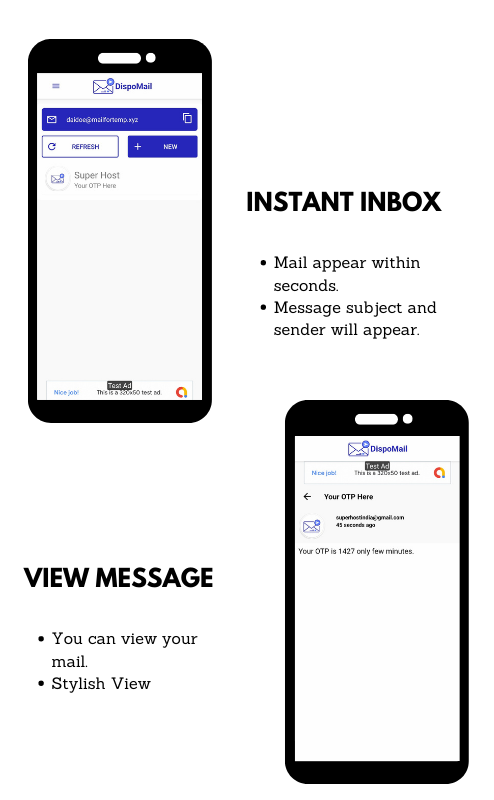 DispoMail
daidoe@mailfortemp.xyz
REFRESH
NEW
Super Host
Your OTP Here
Test Ad
Nice job!
This is a 320x50 test ad.
INSTANT INBOX
• Mail appear within
seconds.
• Message subject and
sender will appear.
DispoMail
Test Ad
Nice job!
This is a 320x50 test ad.
Your OTP Here
superhostindia@gmail.com
45 seconds ago
Your OTP is 1427 only few minutes.
VIEW MESSAGE
• You can view your
mail.
• Stylish View